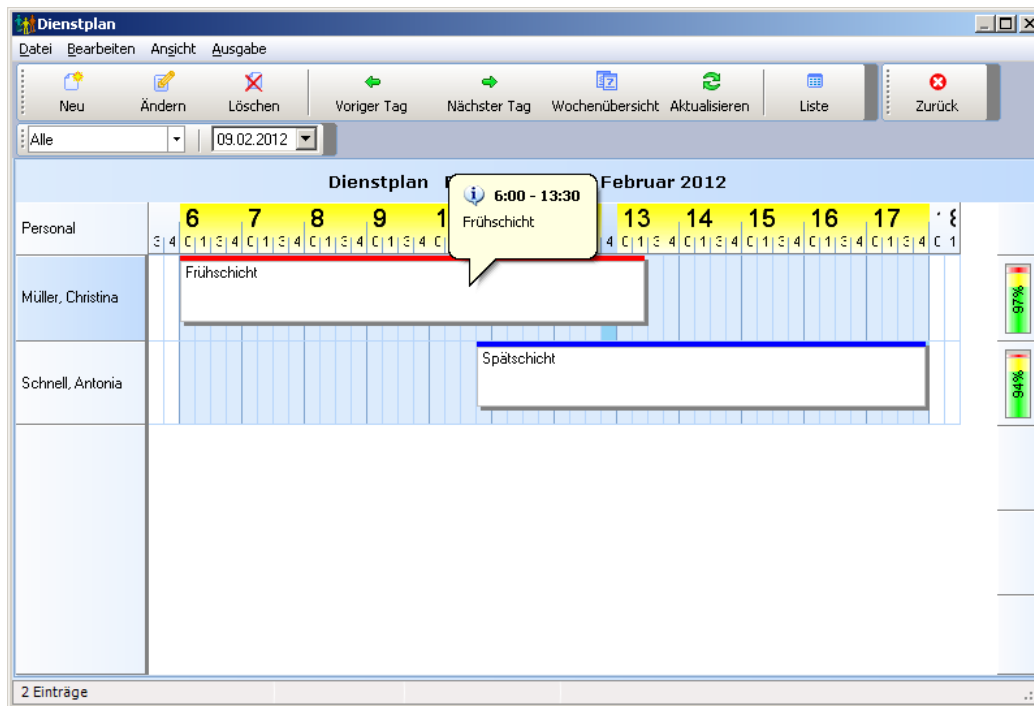 Dienstplan
Datei Bearbeiten Ansicht Ausgabe
Neu Ändern Löschen Voriger Tag Nächster Tag Wochenübersicht Aktualisieren Liste Zurück
Alle 09.02.2012
Dienstplan Februar 2012
6:00 - 13:30
Frühschicht
Personal 6 7 8 9 13 14 15 16 17
Frühschicht
Müller, Christina 97%
Spätschicht
Schnell, Antonia 94%
2 Einträge